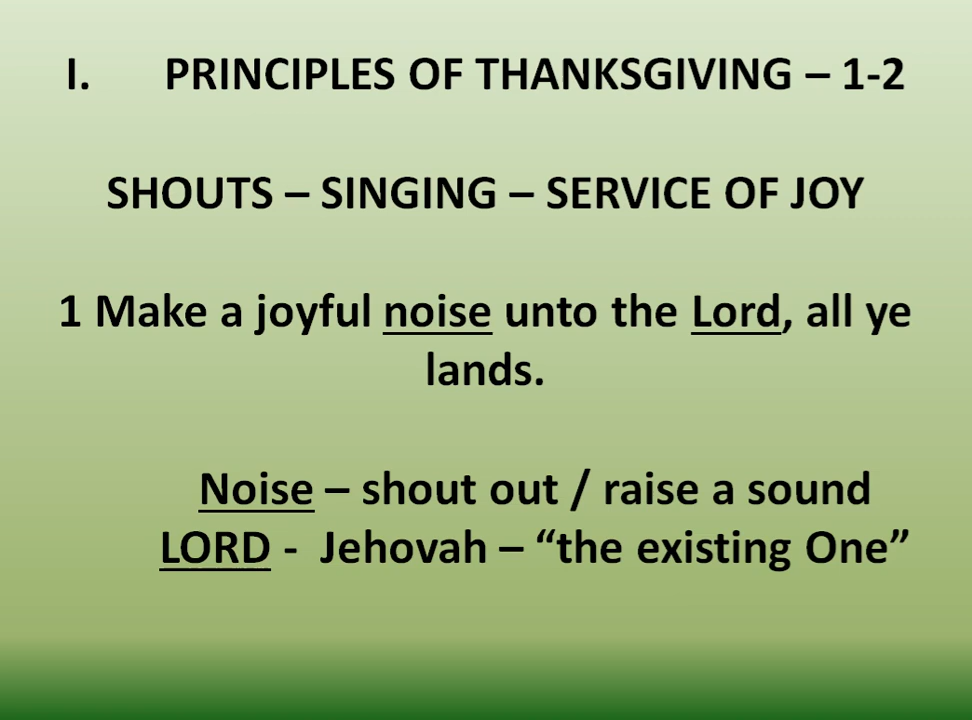 I. PRINCIPLES OF THANKSGIVING – 1-2
SHOUTS – SINGING – SERVICE OF JOY
1 Make a joyful noise unto the Lord, all ye
lands.
Noise – shout out / raise a sound
LORD - Jehovah – “the existing One”